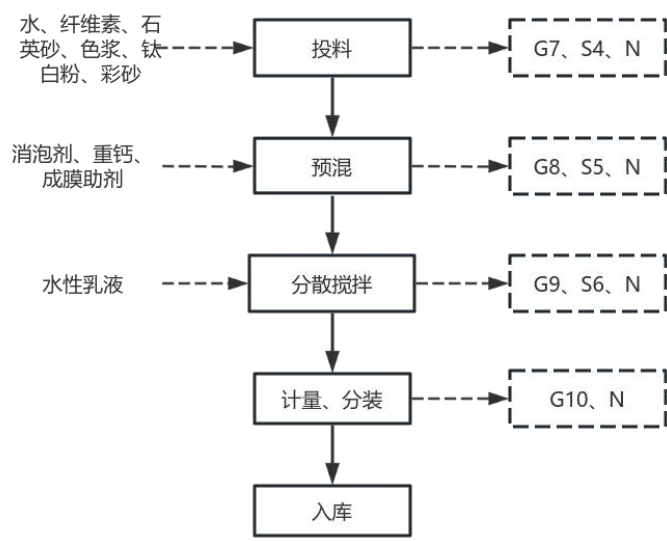 水、纤维素、石
英砂、色浆、钛
白粉、彩砂
投料
G7、S4、N
消泡剂、重钙、
成膜助剂
预混
G8、S5、N
水性乳液
分散搅拌
G9、S6、N
计量、分装
G10、N
入库